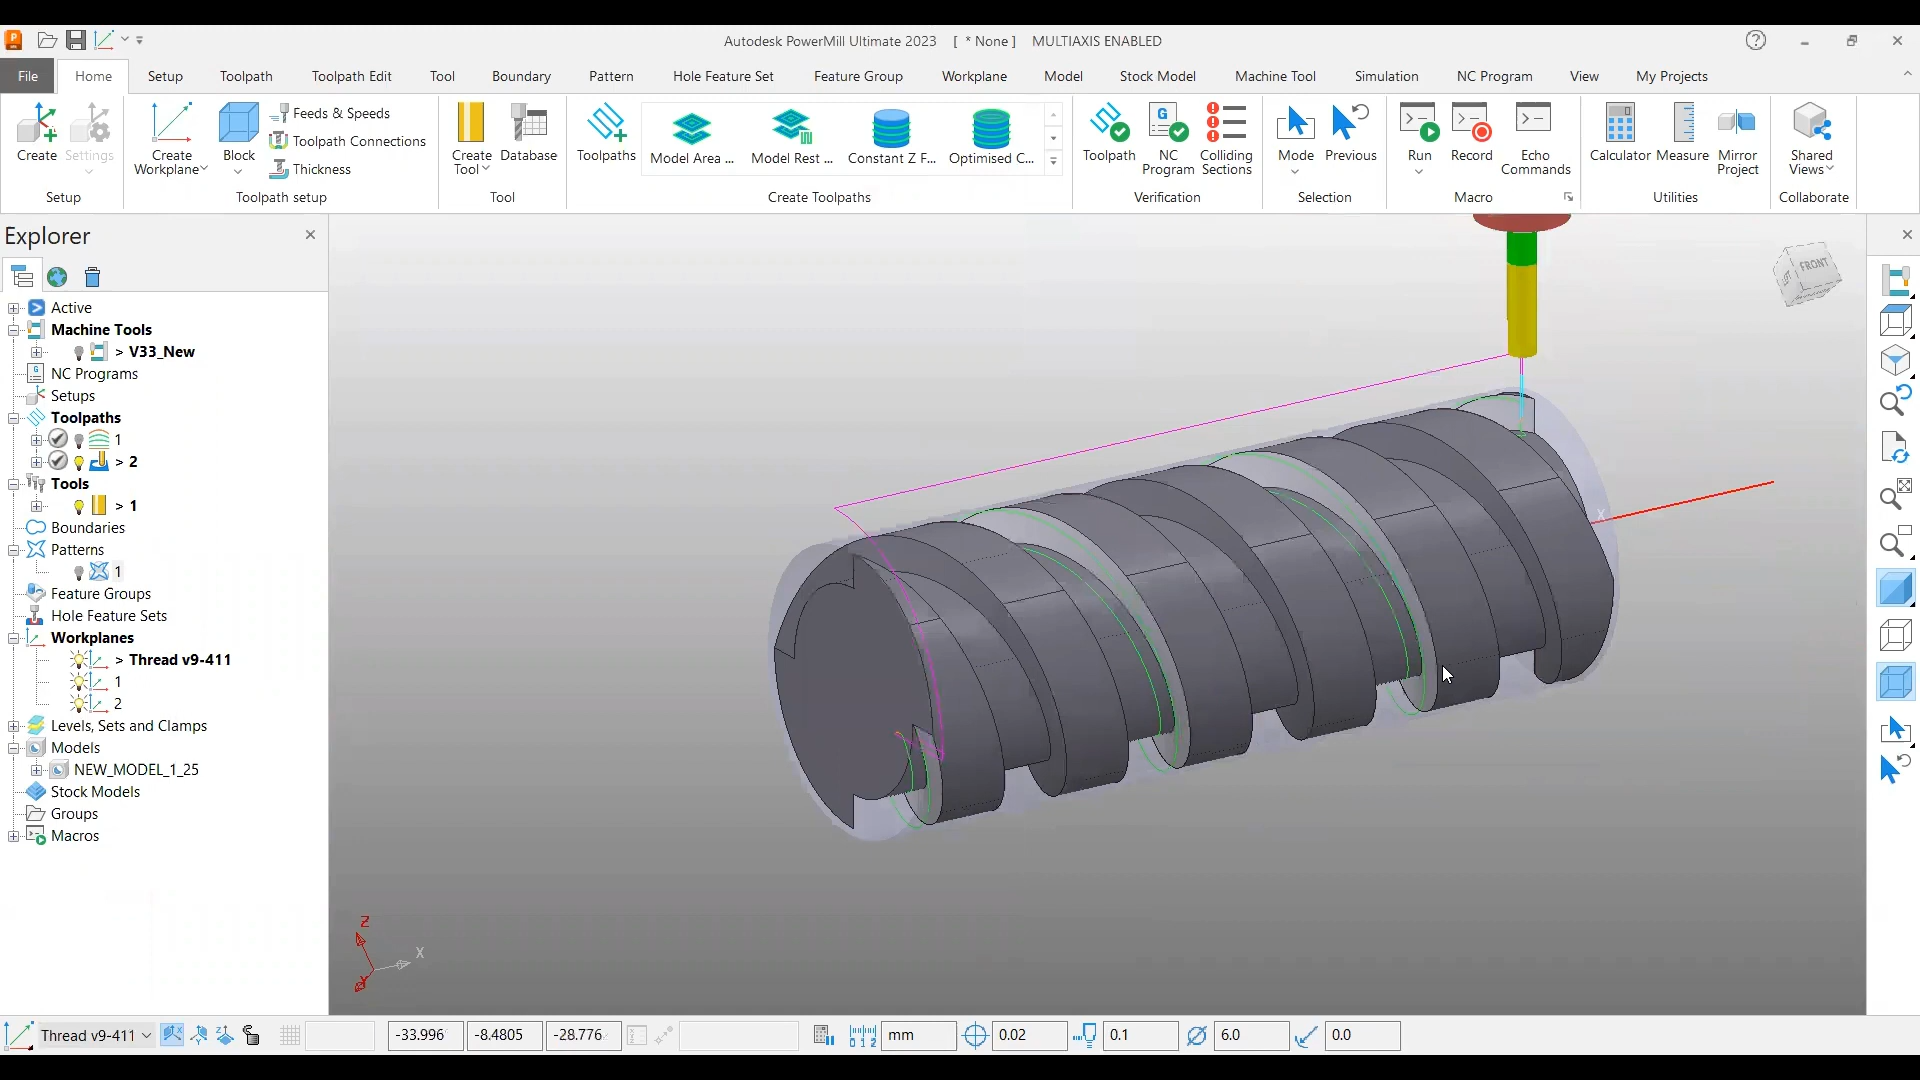 Autodesk PowerMill Ultimate 2023 [ * None ] MULTIAXIS ENABLED
File Home Setup Toolpath Toolpath Edit Tool Boundary Pattern Hole Feature Set Feature Group Workplane Model Stock Model Machine Tool Simulation NC Program View My Projects
Create
Settings
Setup
Create
Workplane
Block
Feeds & Speeds
Toolpath Connections
Thickness
Toolpath setup
Create
Tool
Database
Tool
Toolpaths
Model Area ...
Model Rest ...
Constant Z F...
Optimised C...
Create Toolpaths
Toolpath
NC
Program
Colliding
Sections
Verification
Mode
Previous
Selection
Run
Record
Echo
Commands
Macro
Calculator
Measure
Mirror
Project
Utilities
Shared
Views
Collaborate
Explorer
Active
Machine Tools
> V33_New
NC Programs
Setups
Toolpaths
1
> 2
Tools
> 1
Boundaries
Patterns
1
Feature Groups
Hole Feature Sets
Workplanes
> Thread v9-411
1
2
Levels, Sets and Clamps
Models
NEW_MODEL_1_25
Stock Models
Groups
Macros
FRONT
X
Z
X
Y
Thread v9-411
-33.996
-8.4805
-28.776
mm
0.02
0.1
6.0
0.0